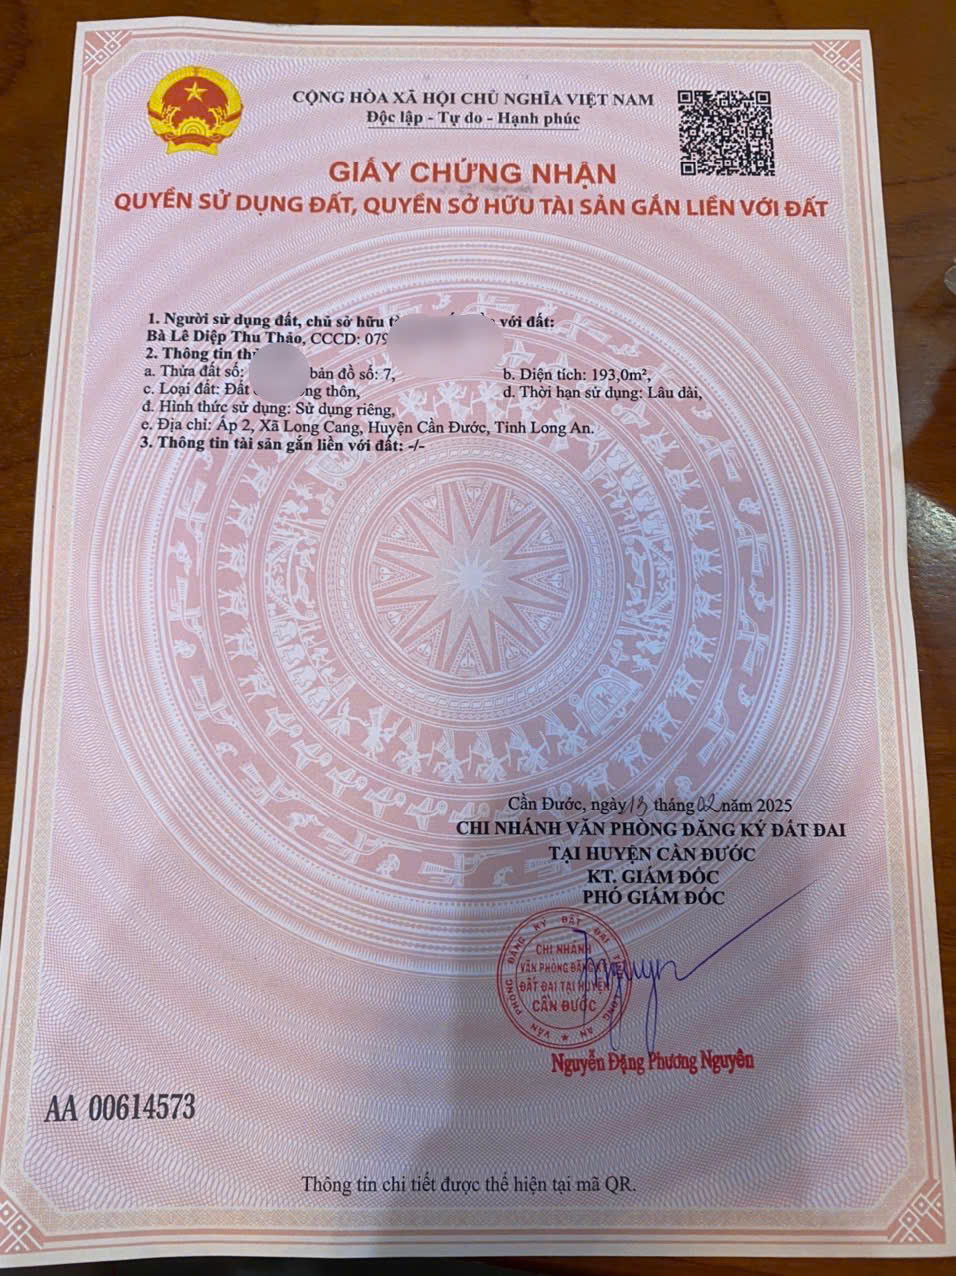 CỘNG HÒA XÃ HỘI CHỦ NGHĨA VIỆT NAM
Độc lập - Tự do - Hạnh phúc
GIẤY CHỨNG NHẬN
QUYỀN SỬ DỤNG ĐẤT, QUYỀN SỞ HỮU TÀI SẢN GẮN LIỀN VỚI ĐẤT
1. Người sử dụng đất, chủ sở hữu với đất:
Bà Lê Diệp Thu Thảo, CCCD: 079
2. Thông tin
a. Thửa đất số: bản đồ số: 7, b. Diện tích: 193,0m²,
c. Loại đất: Đất thôn, d. Thời hạn sử dụng: Lâu dài,
đ. Hình thức sử dụng: Sử dụng riêng,
e. Địa chỉ: Ấp 2, Xã Long Cang, Huyện Cần Đước, Tỉnh Long An.
3. Thông tin tài sản gắn liền với đất: -/-
Cần Đước, ngày 13 tháng 02 năm 2025
CHI NHÁNH VĂN PHÒNG ĐĂNG KÝ ĐẤT ĐAI
TẠI HUYỆN CẦN ĐƯỚC
KT. GIÁM ĐỐC
PHÓ GIÁM ĐỐC
CHI NHÁNH
VĂN PHÒNG ĐĂNG KÝ
ĐẤT ĐAI TẠI HUYỆN
CẦN ĐƯỚC
Nguyễn Đặng Phương Nguyên
AA 00614573
Thông tin chi tiết được thể hiện tại mã QR.